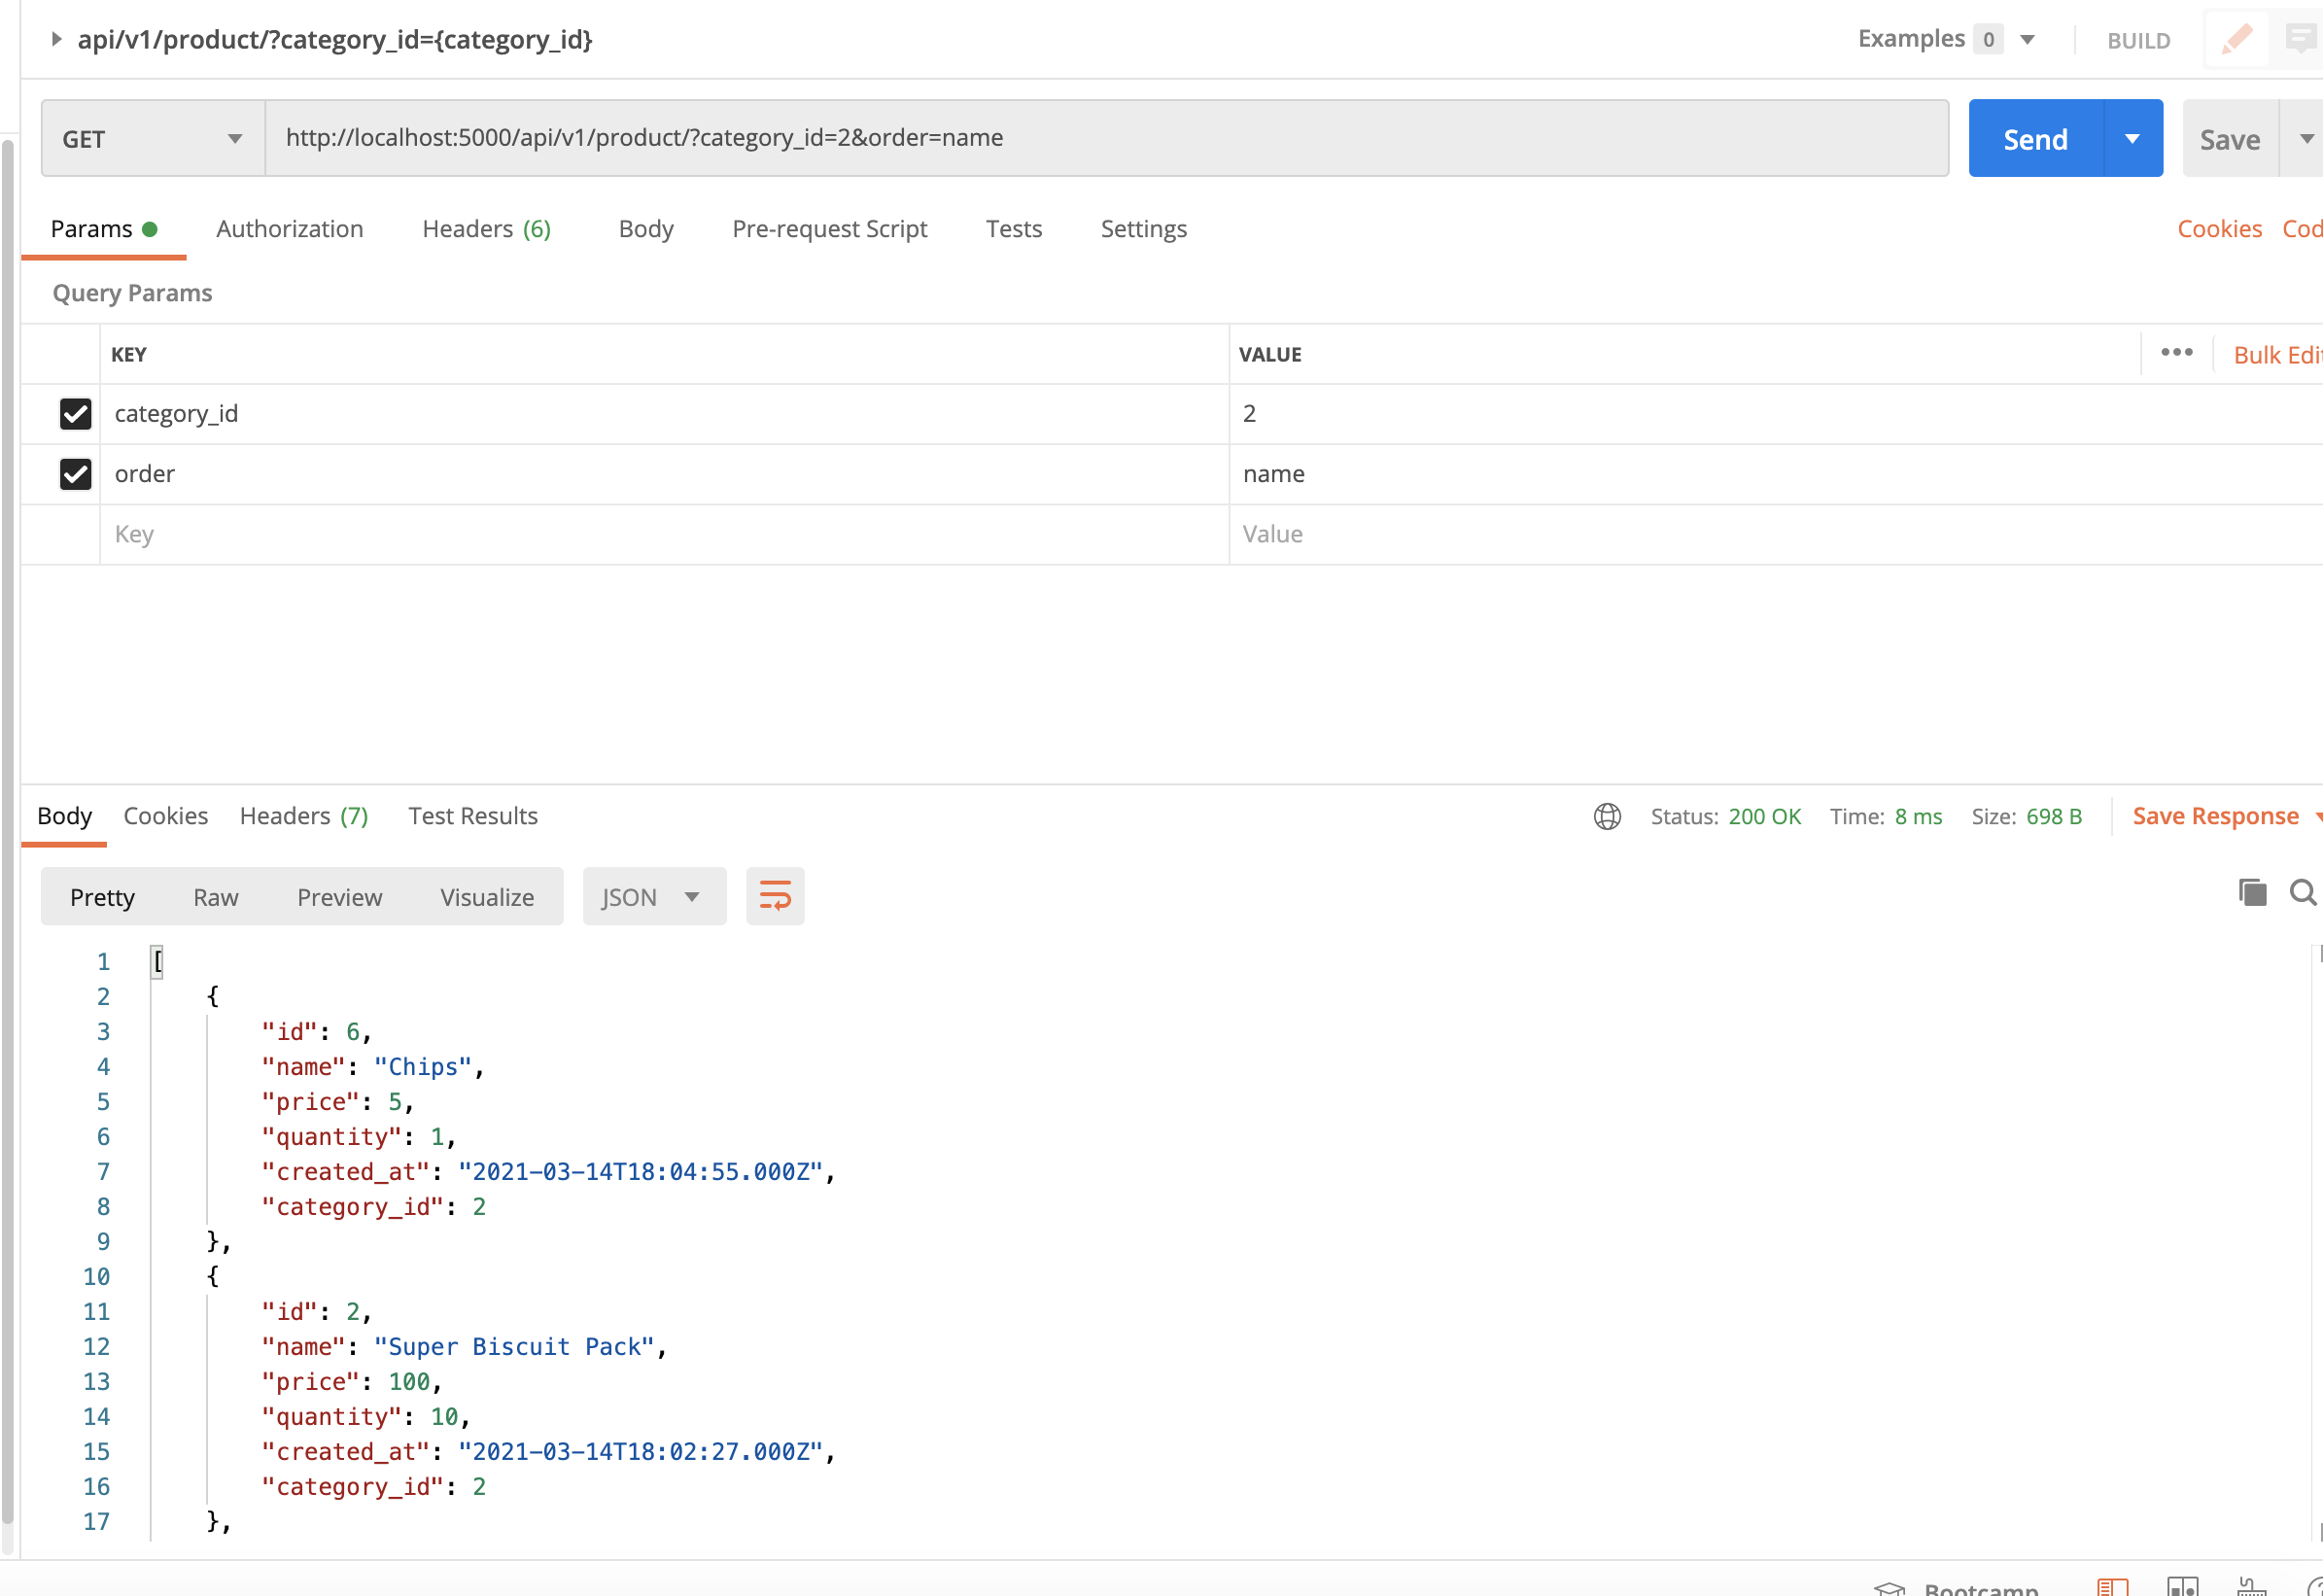 api/v1/product/?category_id={category_id}
Examples 0 BUILD
GET http://localhost:5000/api/v1/product/?category_id=2&order=name Send Save
Params Authorization Headers (6) Body Pre-request Script Tests Settings Cookies Cod
Query Params
KEY VALUE ••• Bulk Edit
category_id 2
order name
Key Value
Body Cookies Headers (7) Test Results Status: 200 OK Time: 8 ms Size: 698 B Save Response
Pretty Raw Preview Visualize JSON
1 [
2 {
3 "id": 6,
4 "name": "Chips",
5 "price": 5,
6 "quantity": 1,
7 "created_at": "2021-03-14T18:04:55.000Z",
8 "category_id": 2
9 },
10 {
11 "id": 2,
12 "name": "Super Biscuit Pack",
13 "price": 100,
14 "quantity": 10,
15 "created_at": "2021-03-14T18:02:27.000Z",
16 "category_id": 2
17 },
Bootcamp